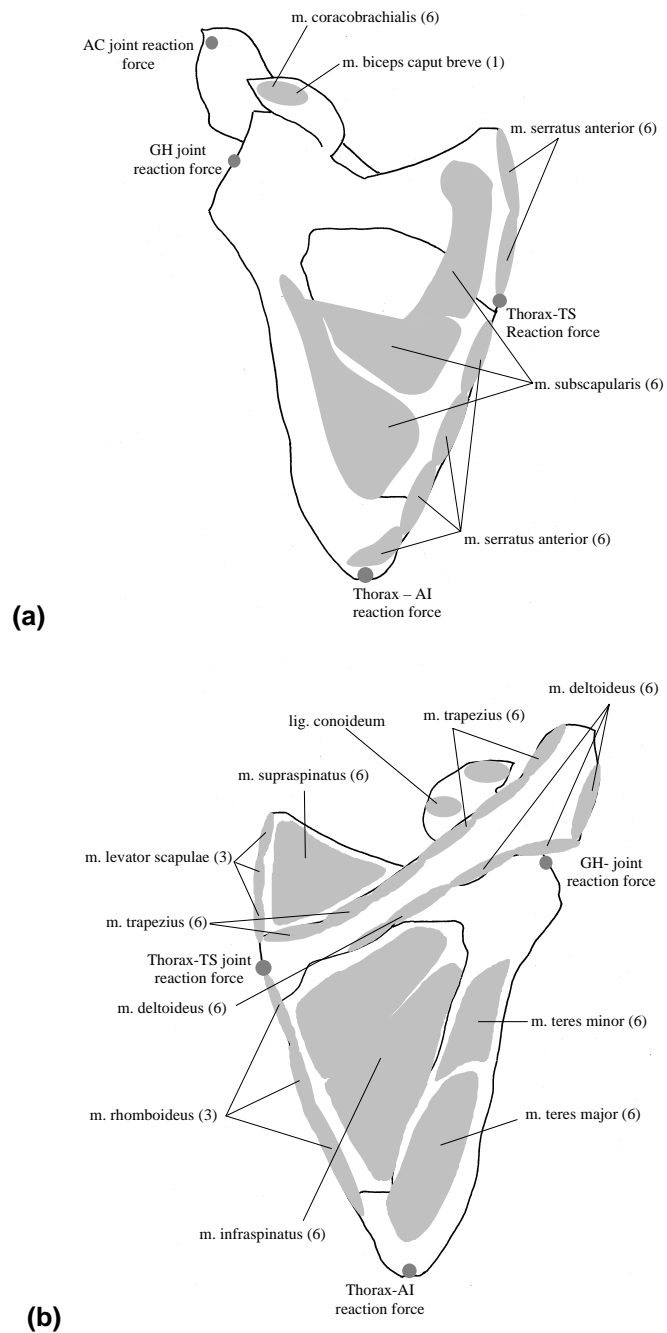 m. coracobrachialis (6)
AC joint reaction
force
m. biceps caput breve (1)
m. serratus anterior (6)
GH joint
reaction force
Thorax-TS
Reaction force
m. subscapularis (6)
m. serratus anterior (6)
Thorax – AI
reaction force
(a)
m. deltoideus (6)
lig. conoideum
m. trapezius (6)
m. supraspinatus (6)
m. levator scapulae (3)
GH- joint
reaction force
m. trapezius (6)
Thorax-TS joint
reaction force
m. deltoideus (6)
m. teres minor (6)
m. rhomboideus (3)
m. teres major (6)
m. infraspinatus (6)
Thorax-AI
reaction force
(b)